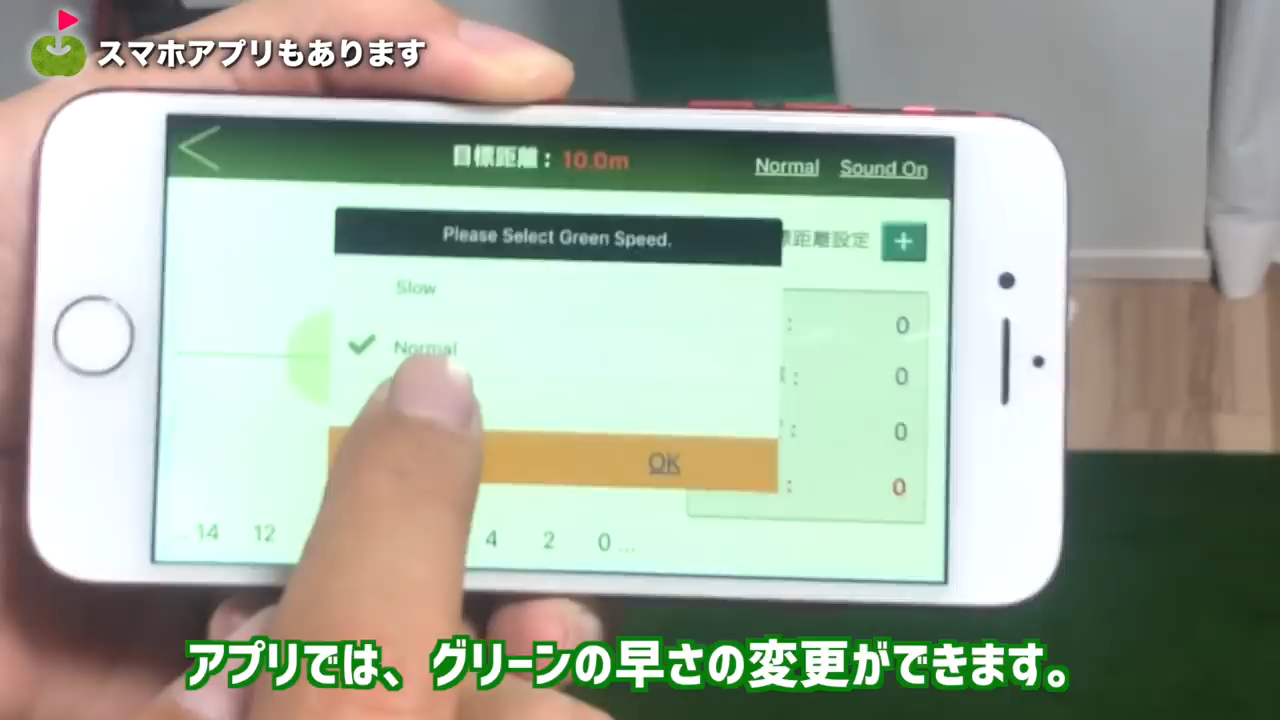 スマホアプリもあります
目標距離： 10.0m
Normal Sound On
Please Select Green Speed.
標距離設定 +
Slow
: 0
Normal
: 0
: 0
OK
: 0
... 14 12 4 2 0 ...
アプリでは、グリーンの早さの変更ができます。